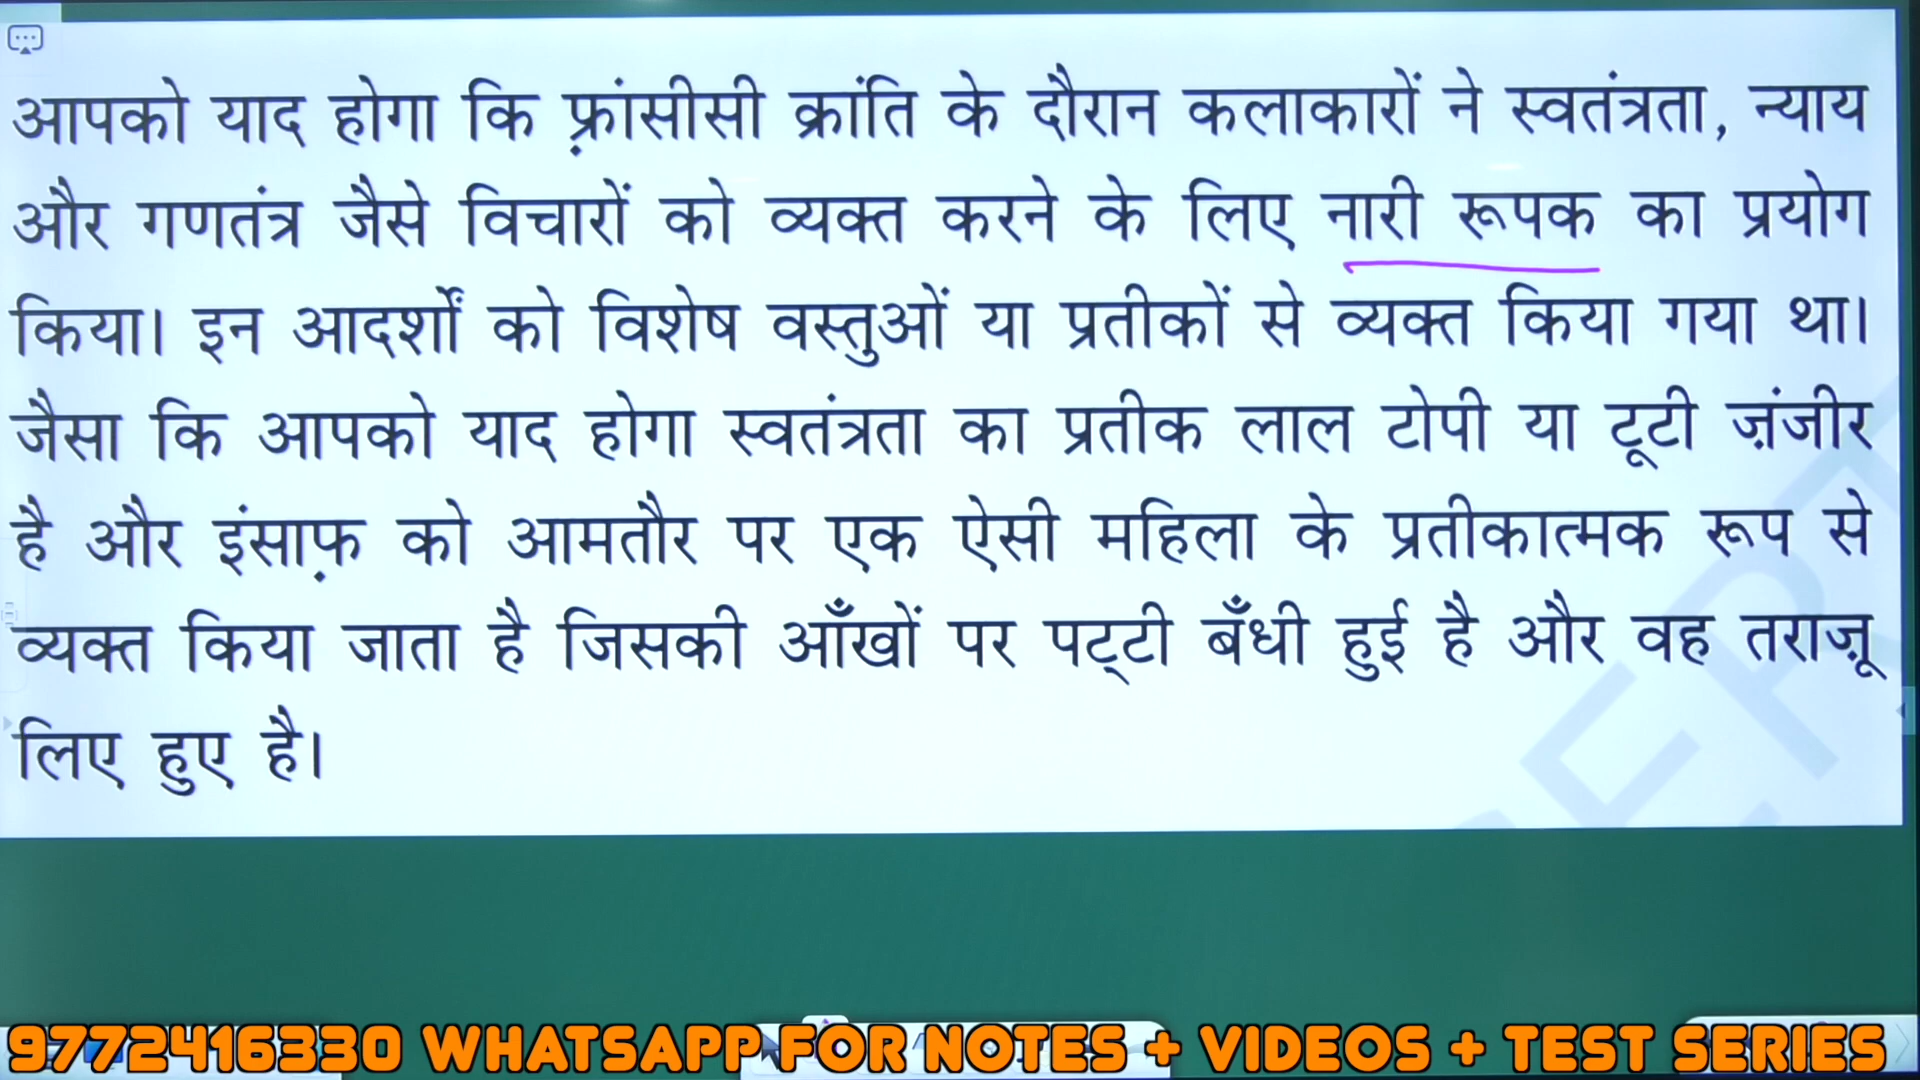 आपको याद होगा कि फ़्रांसीसी क्रांति के दौरान कलाकारों ने स्वतंत्रता, न्याय
और गणतंत्र जैसे विचारों को व्यक्त करने के लिए नारी रूपक का प्रयोग
किया। इन आदर्शों को विशेष वस्तुओं या प्रतीकों से व्यक्त किया गया था।
जैसा कि आपको याद होगा स्वतंत्रता का प्रतीक लाल टोपी या टूटी ज़ंजीर
है और इंसाफ़ को आमतौर पर एक ऐसी महिला के प्रतीकात्मक रूप से
व्यक्त किया जाता है जिसकी आँखों पर पट्टी बँधी हुई है और वह तराज़ू
लिए हुए है।
9772416330 WHATSAPP FOR NOTES + VIDEOS + TEST SERIES